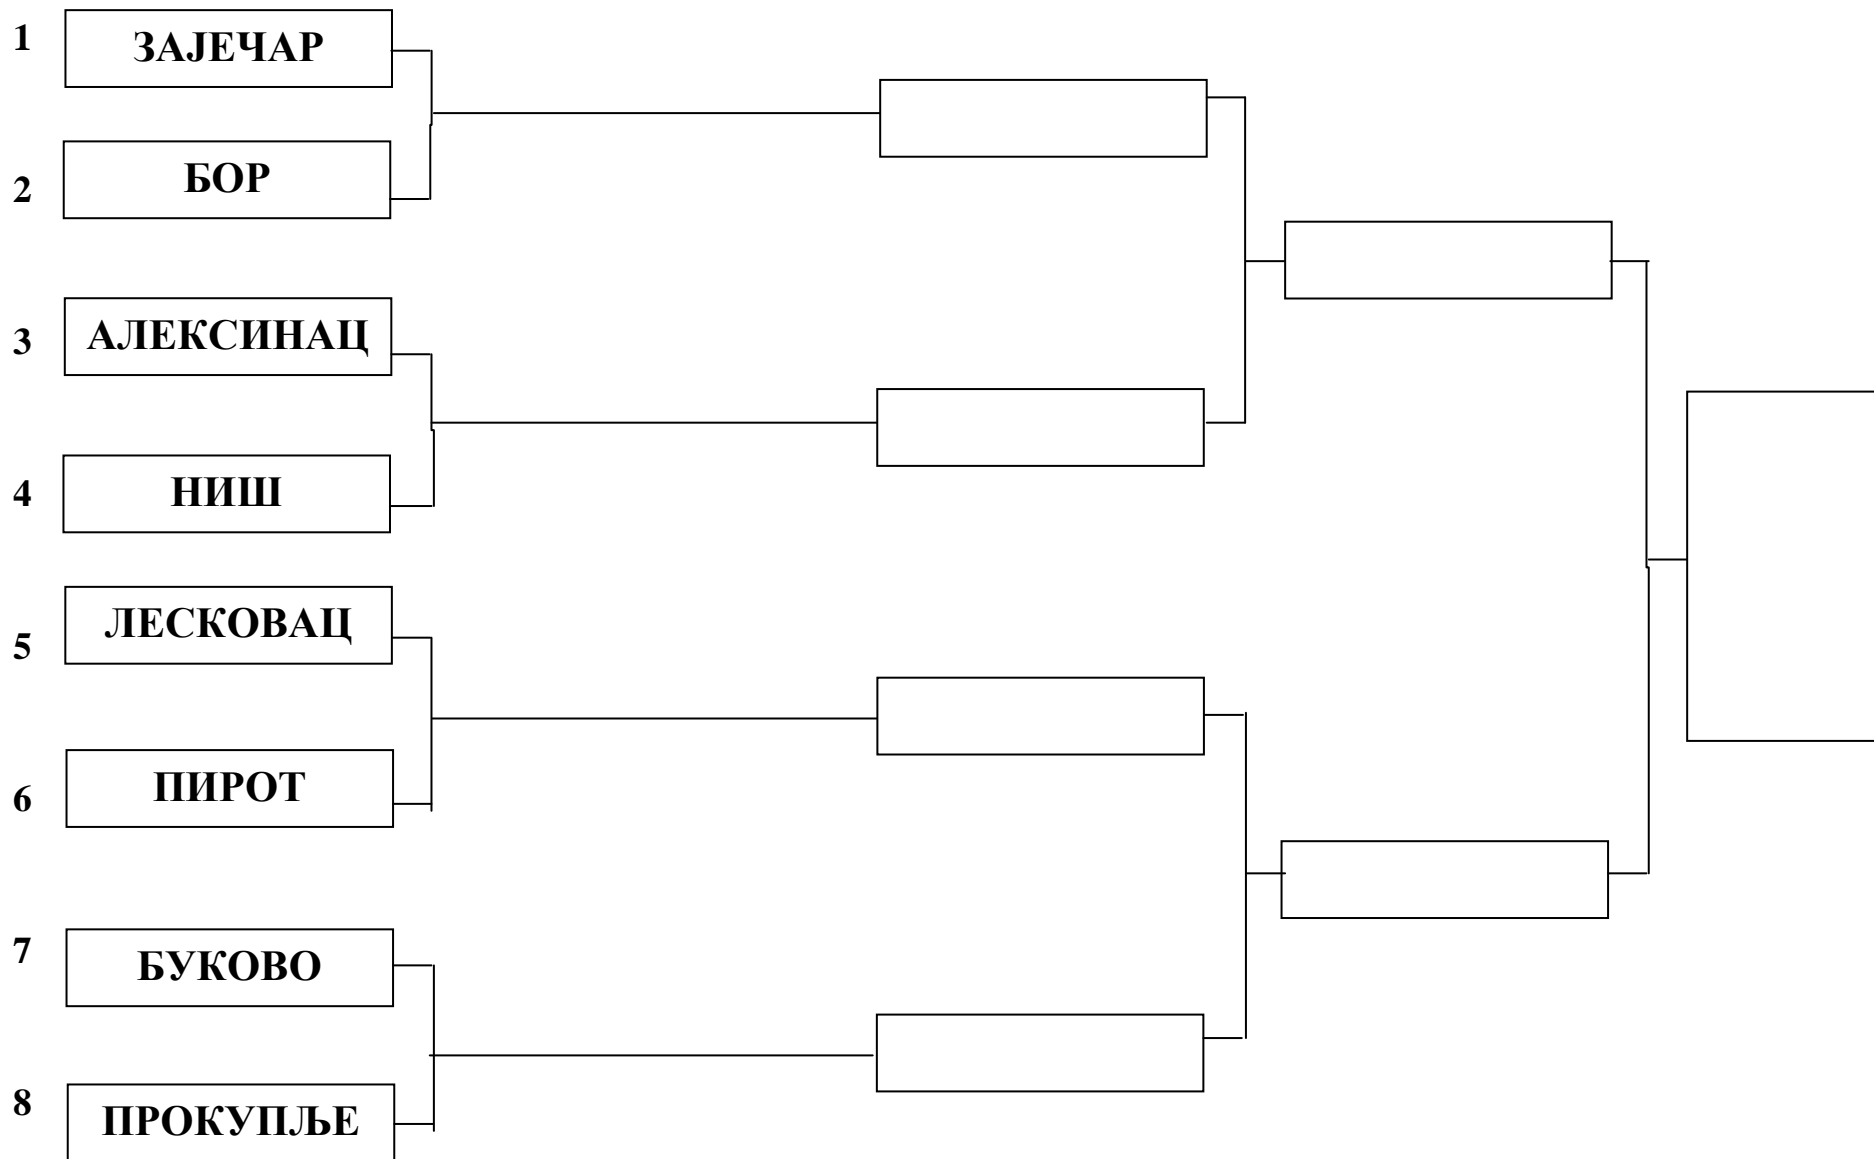 1 ЗАЈЕЧАР
2 БОР
3 АЛЕКСИНАЦ
4 НИШ
5 ЛЕСКОВАЦ
6 ПИРОТ
7 БУКОВО
8 ПРОКУПЉЕ